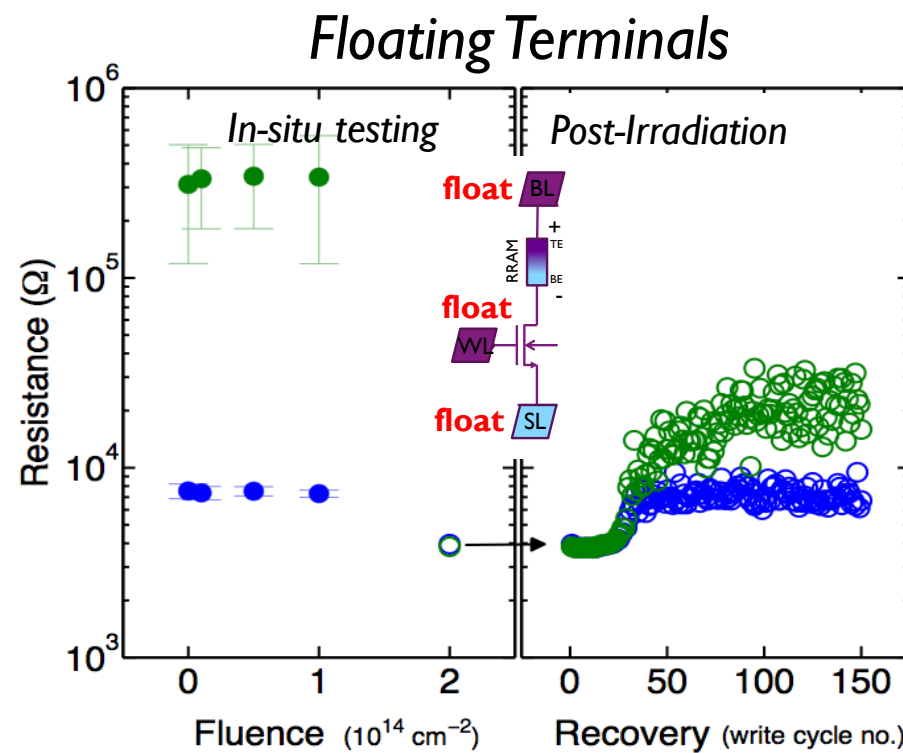 Floating Terminals
In-situ testing
Post-Irradiation
10^6
10^5
10^4
10^3
Resistance (Ω)
float BL
+
TE
RRAM
BE
-
float
WL
float SL
0 1 2
Fluence (10^14 cm^−2)
0 50 100 150
Recovery (write cycle no.)